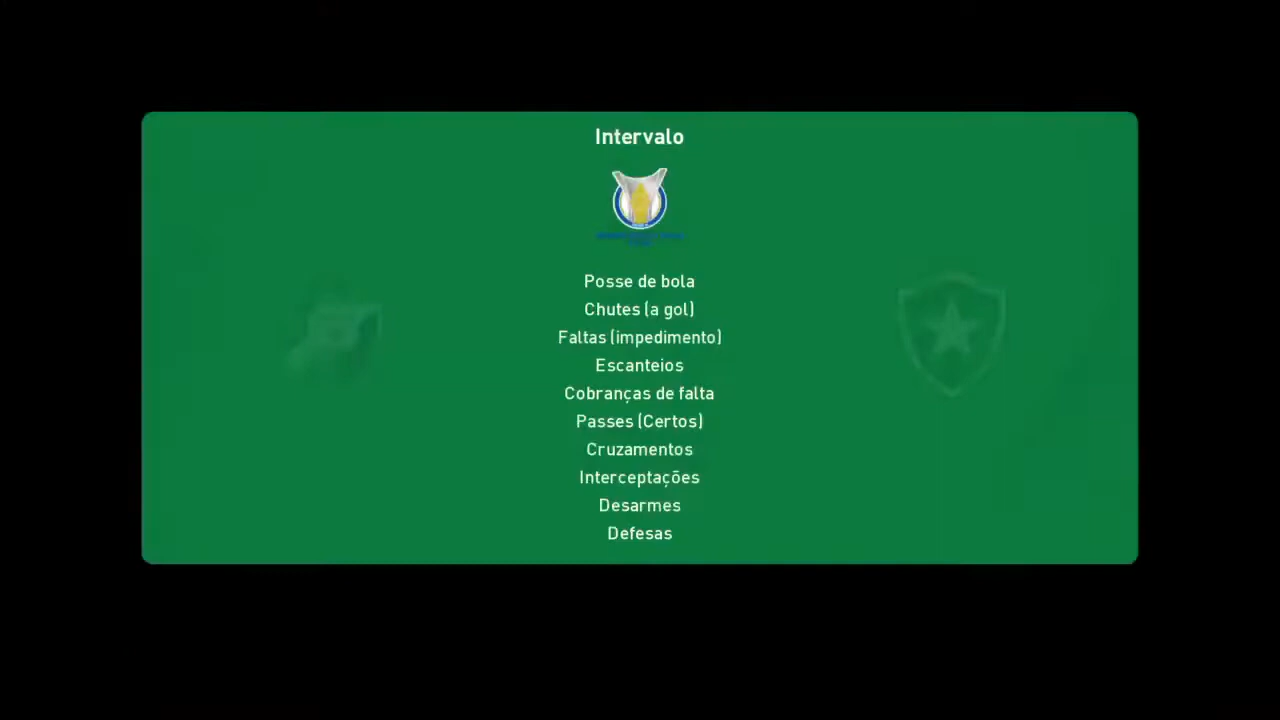 Intervalo
Posse de bola
Chutes (a gol)
Faltas (impedimento)
Escanteios
Cobranças de falta
Passes (Certos)
Cruzamentos
Interceptações
Desarmes
Defesas